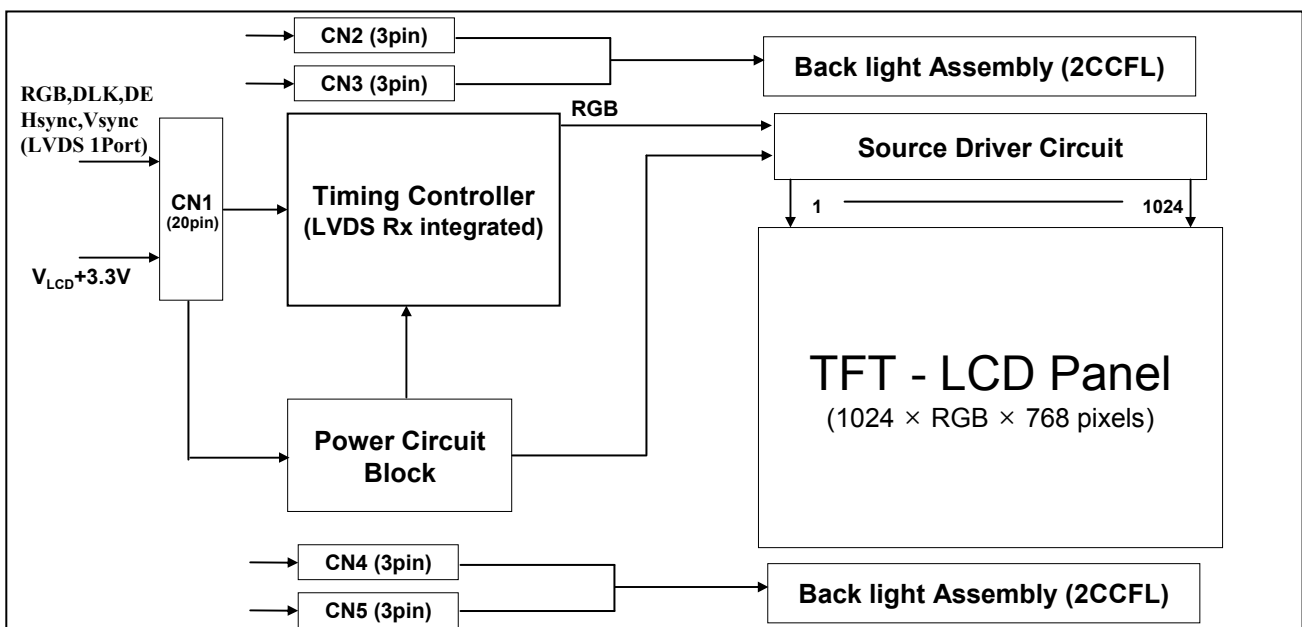 CN2 (3pin)
CN3 (3pin)
Back light Assembly (2CCFL)
RGB,DLK,DE
Hsync,Vsync
(LVDS 1Port)
RGB
CN1
(20pin)
Timing Controller
(LVDS Rx integrated)
Source Driver Circuit
1
1024
V_LCD+3.3V
TFT - LCD Panel
(1024 × RGB × 768 pixels)
Power Circuit
Block
CN4 (3pin)
CN5 (3pin)
Back light Assembly (2CCFL)